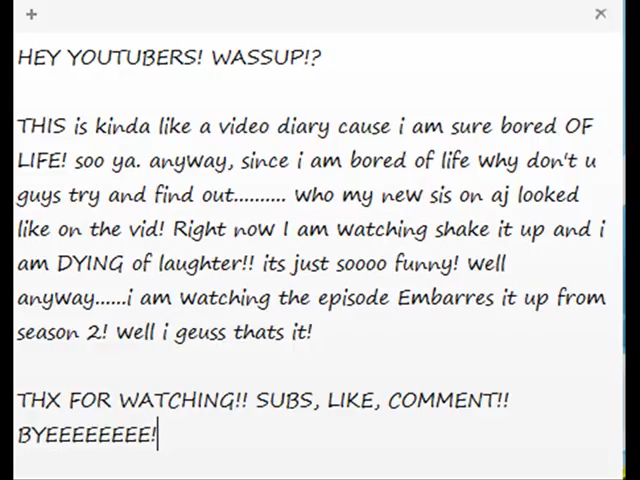 HEY YOUTUBERS! WASSUP!?
THIS is kinda like a video diary cause i am sure bored OF
LIFE! soo ya. anyway, since i am bored of life why don't u
guys try and find out.......... who my new sis on aj looked
like on the vid! Right now I am watching shake it up and i
am DYING of laughter!! its just soooo funny! well
anyway......i am watching the episode Embarres it up from
season 2! well i geuss thats it!
THX FOR WATCHING!! SUBS, LIKE, COMMENT!!
BYEEEEEEEE!